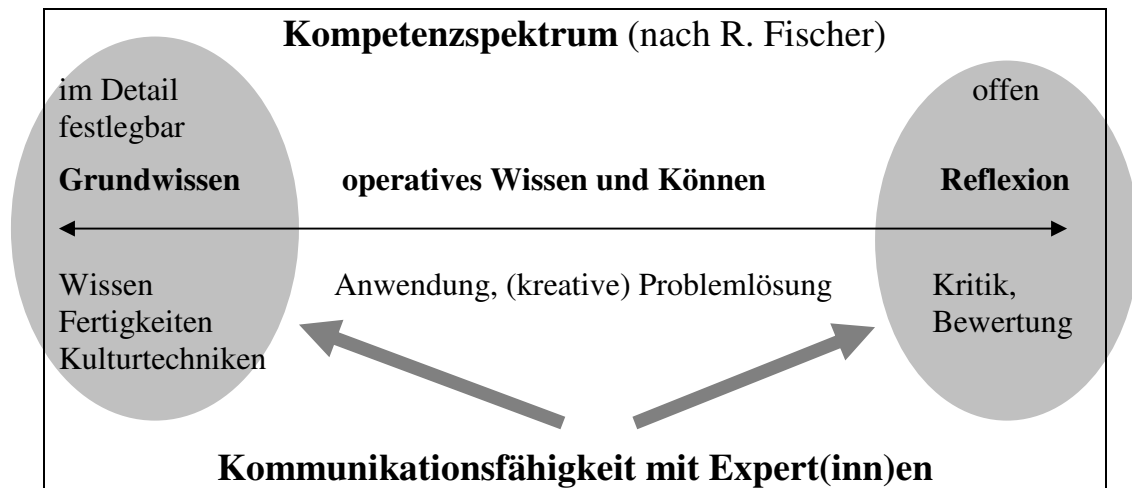 Kompetenzspektrum (nach R. Fischer)
im Detail
festlegbar
offen
Grundwissen operatives Wissen und Können Reflexion
Wissen
Fertigkeiten
Kulturtechniken
Anwendung, (kreative) Problemlösung
Kritik,
Bewertung
Kommunikationsfähigkeit mit Expert(inn)en